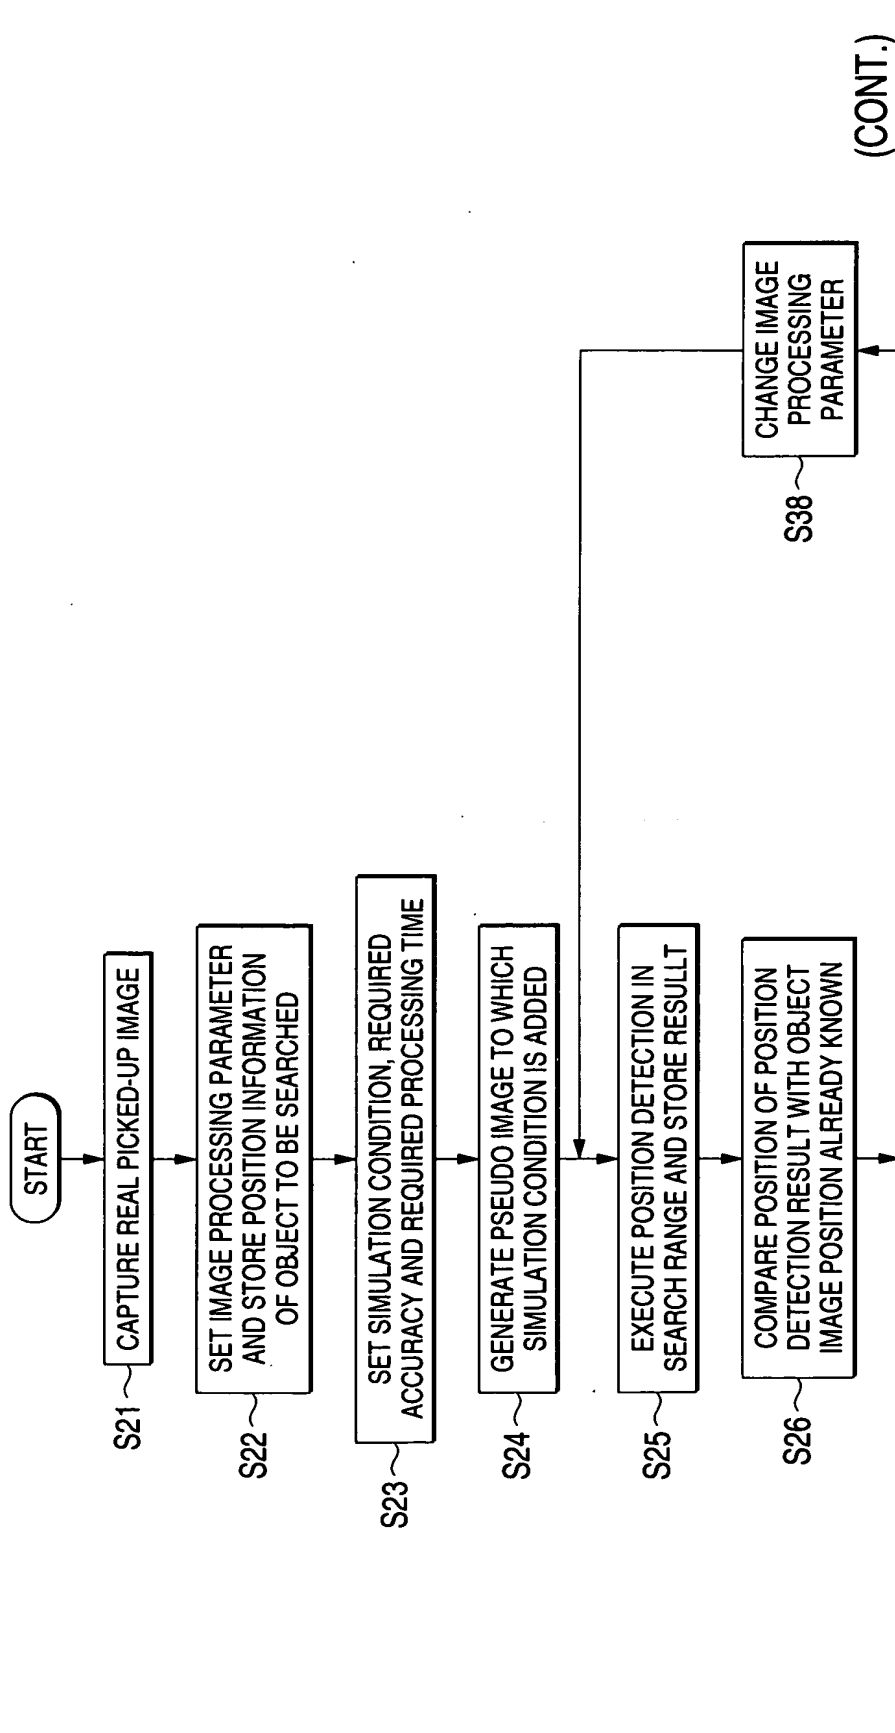 START
S21
CAPTURE REAL PICKED-UP IMAGE
S22
SET IMAGE PROCESSING PARAMETER
AND STORE POSITION INFORMATION
OF OBJECT TO BE SEARCHED
S23
SET SIMULATION CONDITION, REQUIRED
ACCURACY AND REQUIRED PROCESSING TIME
S24
GENERATE PSEUDO IMAGE TO WHICH
SIMULATION CONDITION IS ADDED
S25
EXECUTE POSITION DETECTION IN
SEARCH RANGE AND STORE RESULLT
S26
COMPARE POSITION OF POSITION
DETECTION RESULT WITH OBJECT
IMAGE POSITION ALREADY KNOWN
S38
CHANGE IMAGE
PROCESSING
PARAMETER
(CONT.)